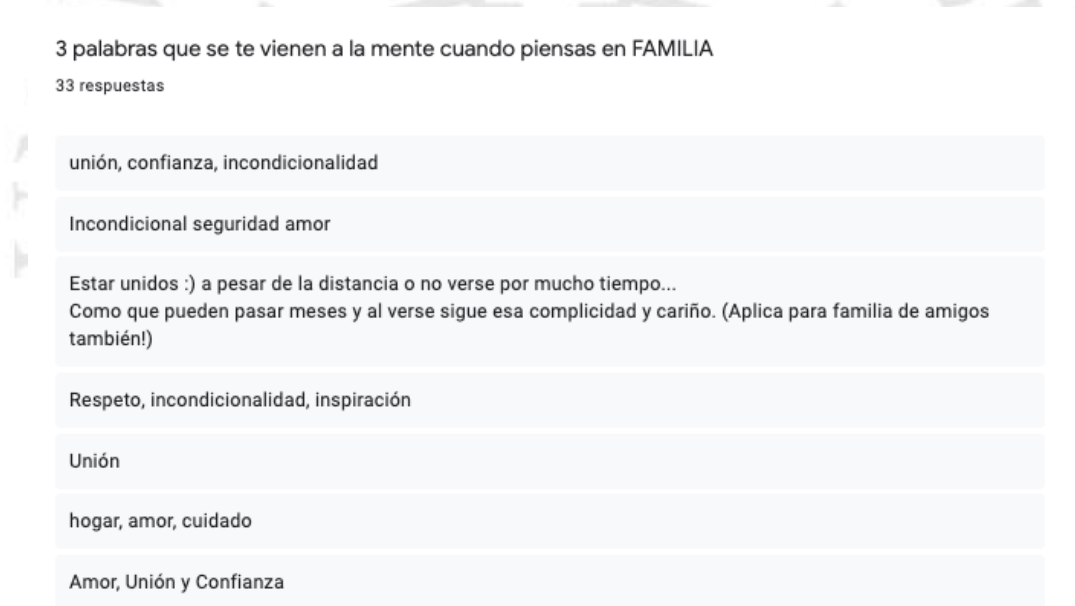 3 palabras que se te vienen a la mente cuando piensas en FAMILIA
33 respuestas
unión, confianza, incondicionalidad
Incondicional seguridad amor
Estar unidos :) a pesar de la distancia o no verse por mucho tiempo...
Como que pueden pasar meses y al verse sigue esa complicidad y cariño. (Aplica para familia de amigos
también!)
Respeto, incondicionalidad, inspiración
Unión
hogar, amor, cuidado
Amor, Unión y Confianza